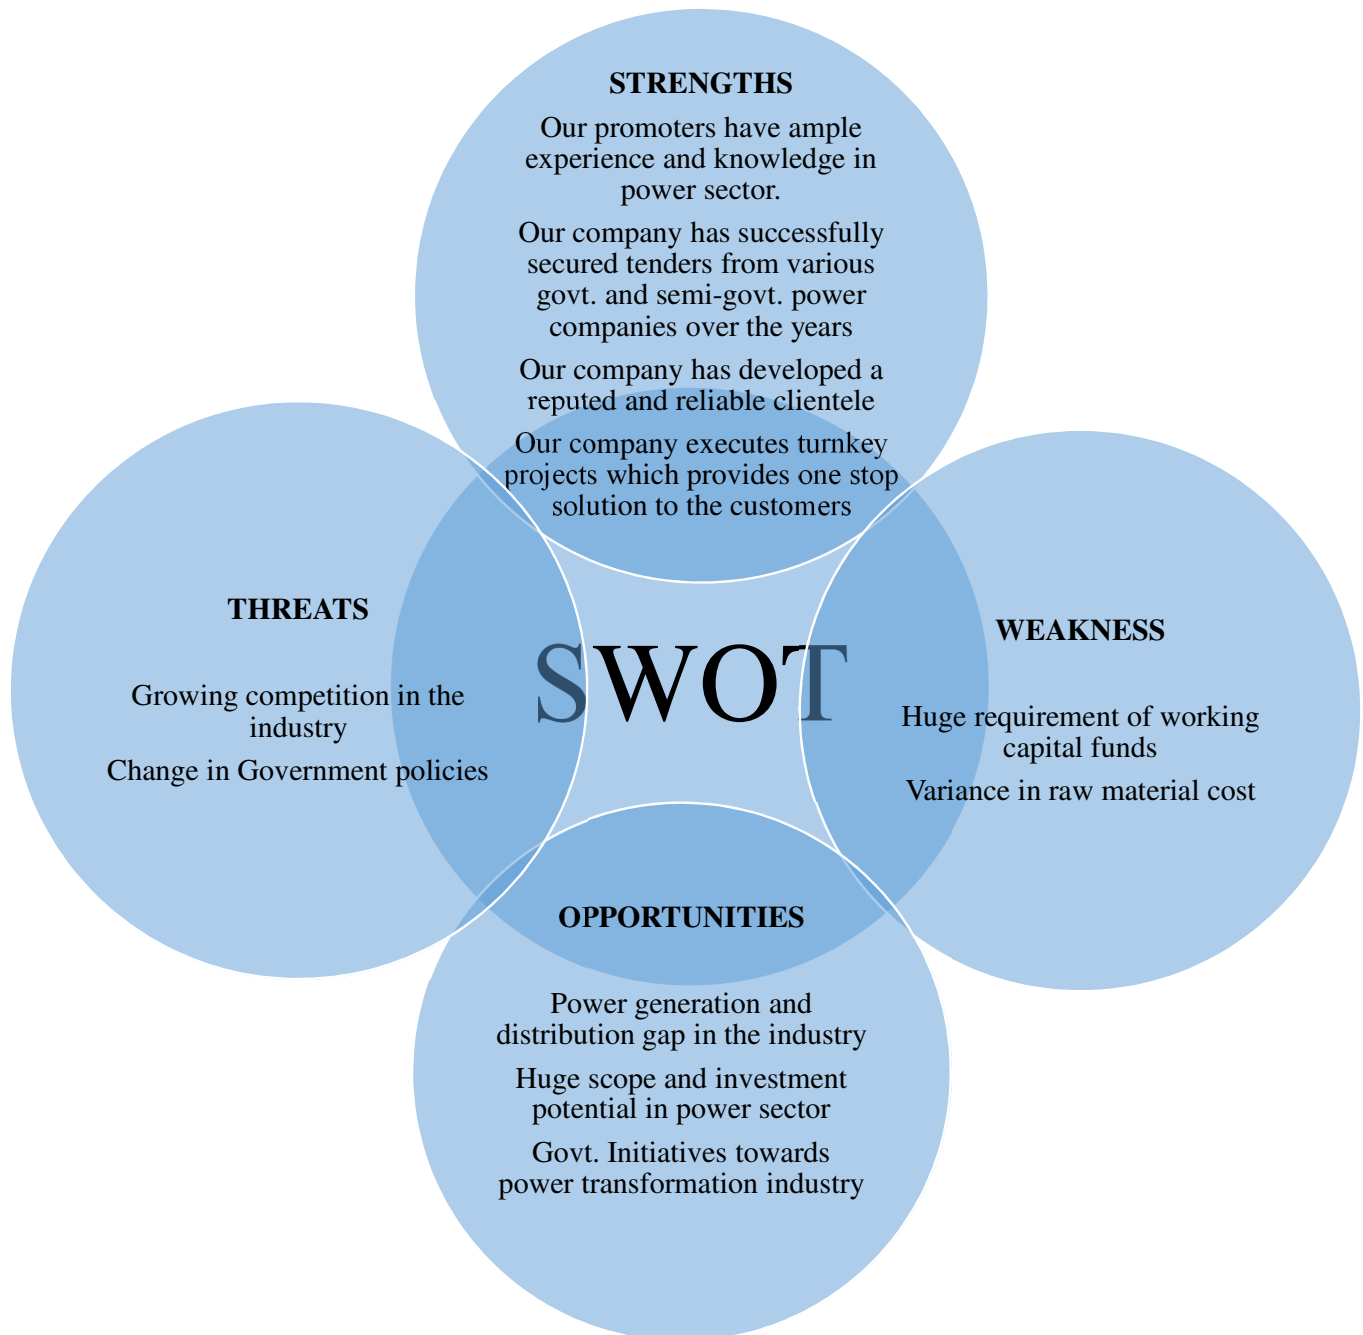 STRENGTHS
Our promoters have ample
experience and knowledge in
power sector.
Our company has successfully
secured tenders from various
govt. and semi-govt. power
companies over the years
Our company has developed a
reputed and reliable clientele
Our company executes turnkey
projects which provides one stop
solution to the customers
THREATS
Growing competition in the
industry
Change in Government policies
SWOT
WEAKNESS
Huge requirement of working
capital funds
Variance in raw material cost
OPPORTUNITIES
Power generation and
distribution gap in the industry
Huge scope and investment
potential in power sector
Govt. Initiatives towards
power transformation industry